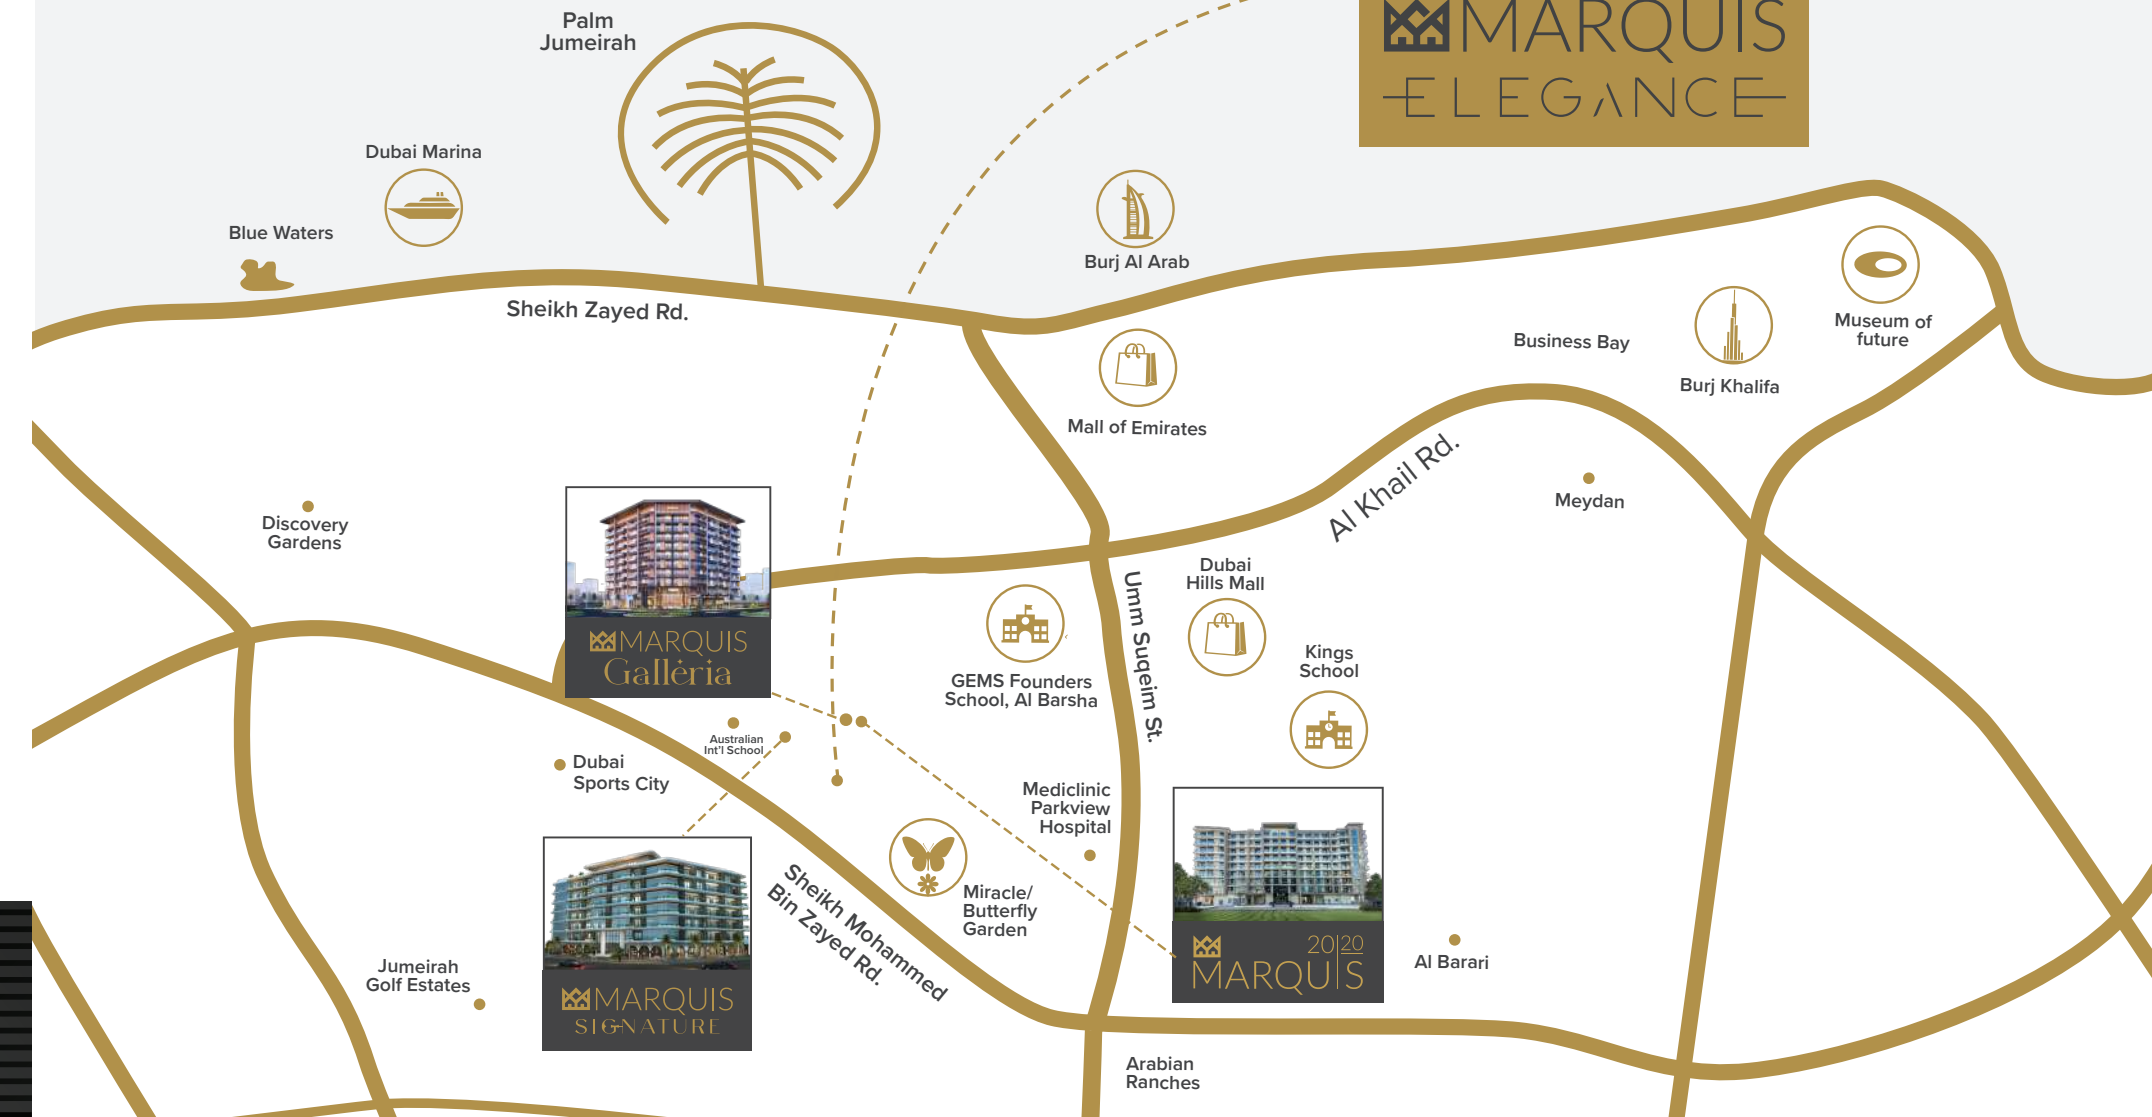 Palm
Jumeirah
MARQUIS
ELEGANCE
Dubai Marina
Blue Waters
Burj Al Arab
Sheikh Zayed Rd.
Museum of
future
Business Bay
Burj Khalifa
Mall of Emirates
Al Khail Rd.
Meydan
Discovery
Gardens
Dubai
Hills Mall
Umm Suqeim St.
MARQUIS
Gallèria
Kings
School
GEMS Founders
School, Al Barsha
Australian
Int'l School
Dubai
Sports City
Mediclinic
Parkview
Hospital
Miracle/
Butterfly
Garden
Sheikh Mohammed
Bin Zayed Rd.
20|20
MARQUIS
Al Barari
Jumeirah
Golf Estates
MARQUIS
SIGNATURE
Arabian
Ranches